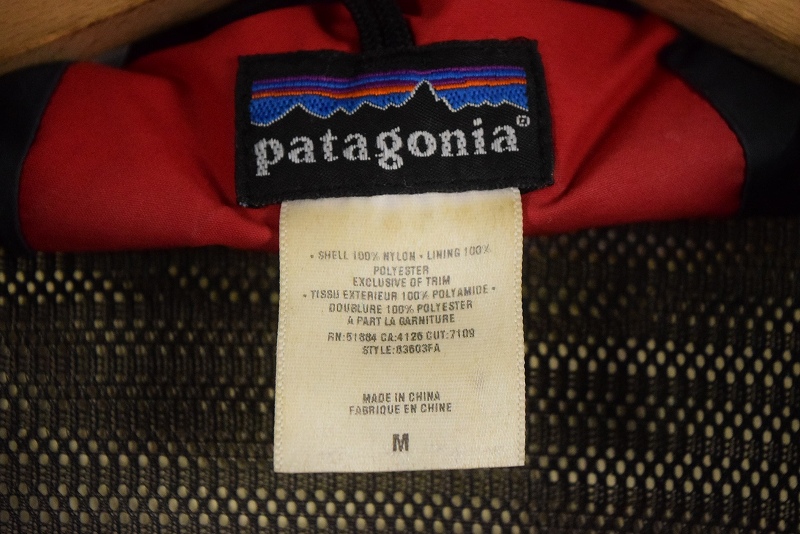 patagonia®
• SHELL 100% NYLON • LINING 100%
POLYESTER
EXCLUSIVE OF TRIM
• TISSU EXTERIEUR 100% POLYAMIDE •
DOUBLURE 100% POLYESTER
A PART LA GARNITURE
RN:51884 CA:4126 CUT:7109
STYLE:83603FA
MADE IN CHINA
FABRIQUE EN CHINE
M